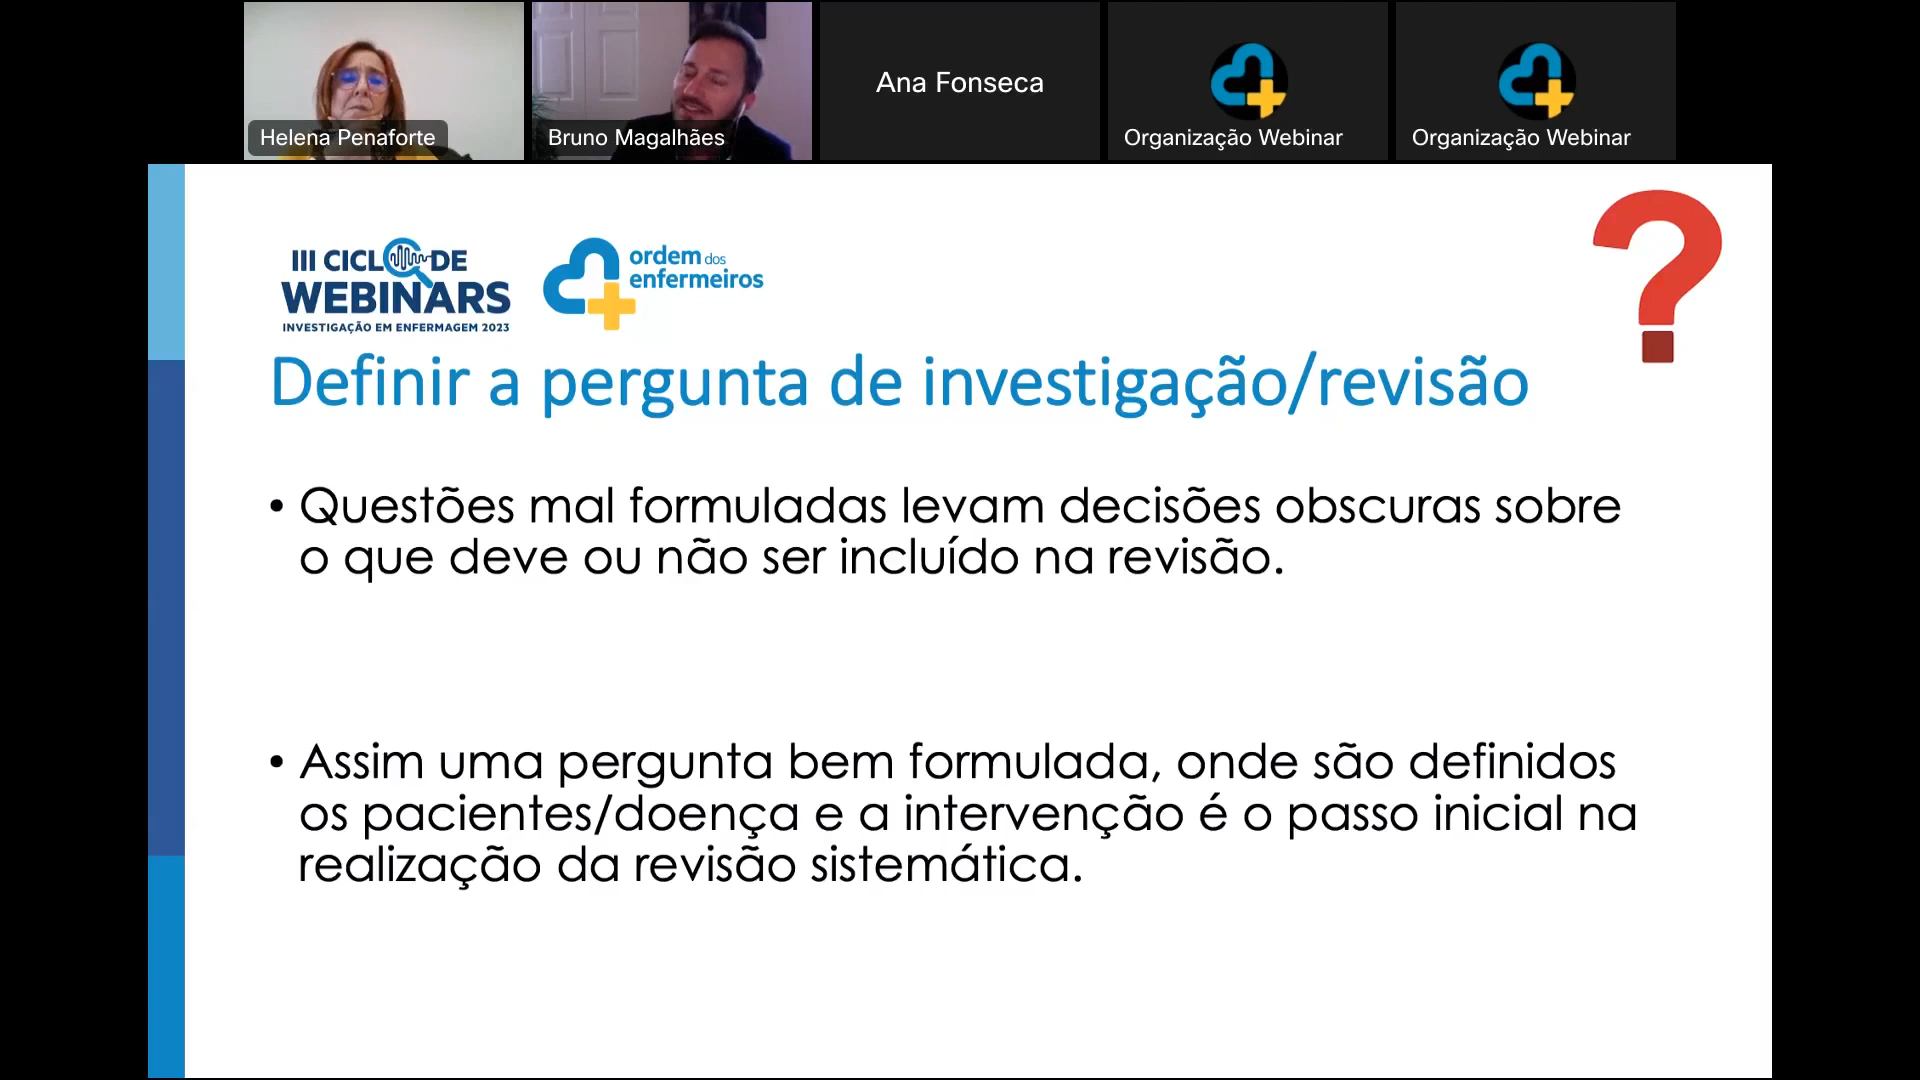 Helena Penaforte
Bruno Magalhães
Ana Fonseca
Organização Webinar
Organização Webinar
III CICLO DE
WEBINARS
INVESTIGAÇÃO EM ENFERMAGEM 2023
ordem dos
enfermeiros
?
Definir a pergunta de investigação/revisão
• Questões mal formuladas levam decisões obscuras sobre
o que deve ou não ser incluído na revisão.
• Assim uma pergunta bem formulada, onde são definidos
os pacientes/doença e a intervenção é o passo inicial na
realização da revisão sistemática.